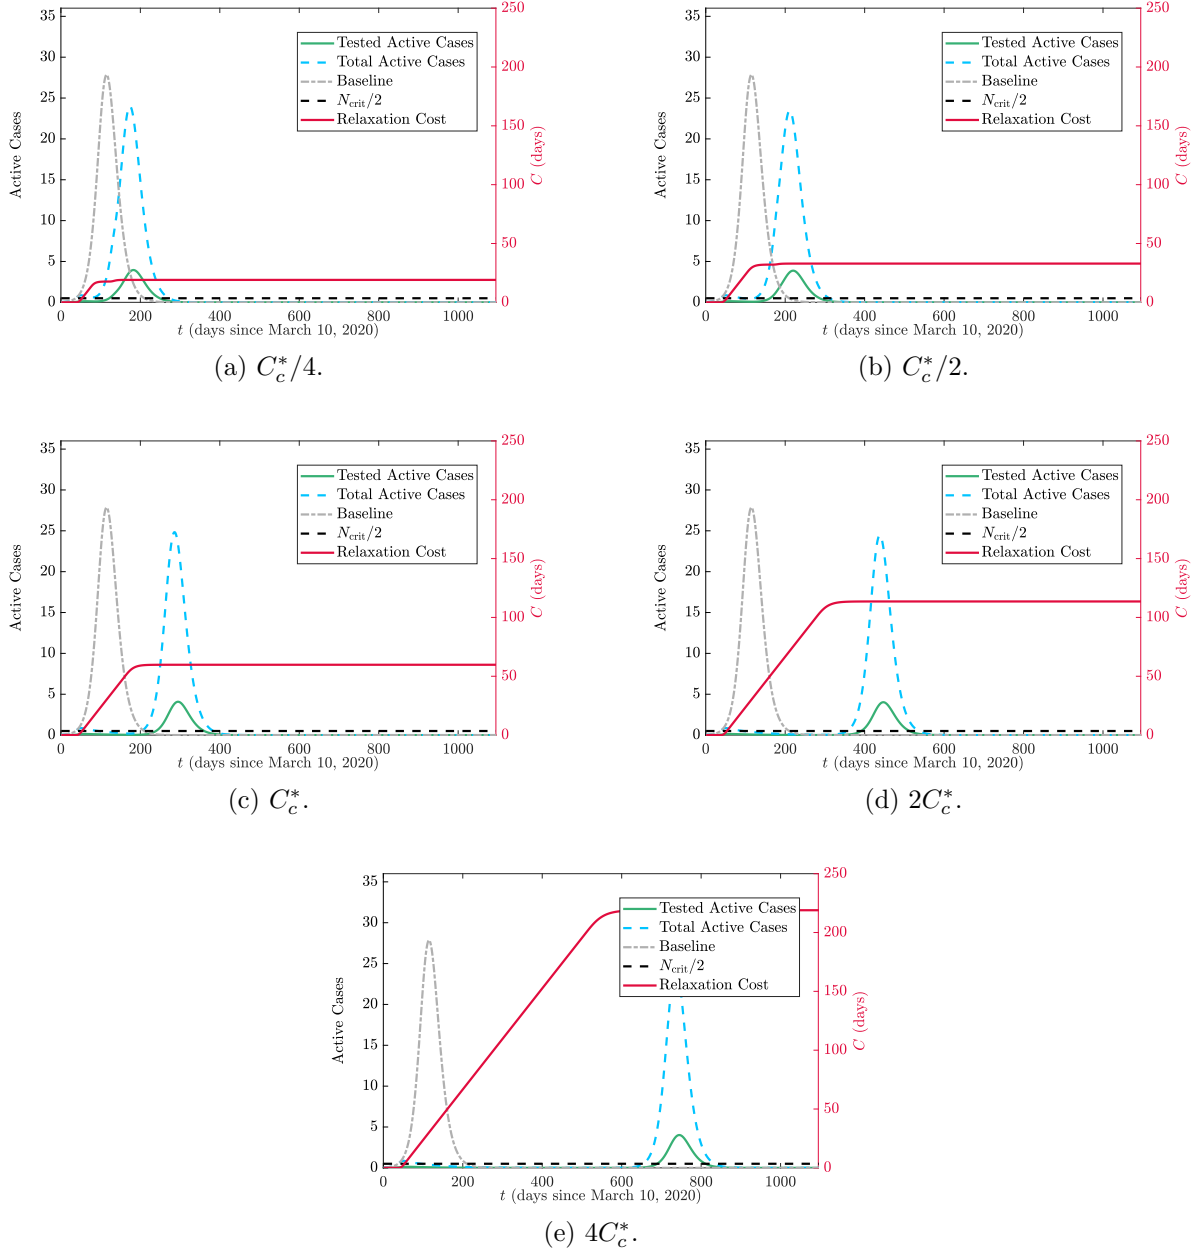 35
30
25
20
15
10
5
0
Active Cases
Tested Active Cases
Total Active Cases
Baseline
N_crit/2
Relaxation Cost
250
200
150
100
50
0
C (days)
0 200 400 600 800 1000
t (days since March 10, 2020)
(a) C_c^*/4.
35
30
25
20
15
10
5
0
Active Cases
Tested Active Cases
Total Active Cases
Baseline
N_crit/2
Relaxation Cost
250
200
150
100
50
0
C (days)
0 200 400 600 800 1000
t (days since March 10, 2020)
(b) C_c^*/2.
35
30
25
20
15
10
5
0
Active Cases
Tested Active Cases
Total Active Cases
Baseline
N_crit/2
Relaxation Cost
250
200
150
100
50
0
C (days)
0 200 400 600 800 1000
t (days since March 10, 2020)
(c) C_c^*.
35
30
25
20
15
10
5
0
Active Cases
Tested Active Cases
Total Active Cases
Baseline
N_crit/2
Relaxation Cost
250
200
150
100
50
0
C (days)
0 200 400 600 800 1000
t (days since March 10, 2020)
(d) 2C_c^*.
35
30
25
20
15
10
5
0
Active Cases
Tested Active Cases
Total Active Cases
Baseline
N_crit/2
Relaxation Cost
250
200
150
100
50
0
C (days)
0 200 400 600 800 1000
t (days since March 10, 2020)
(e) 4C_c^*.